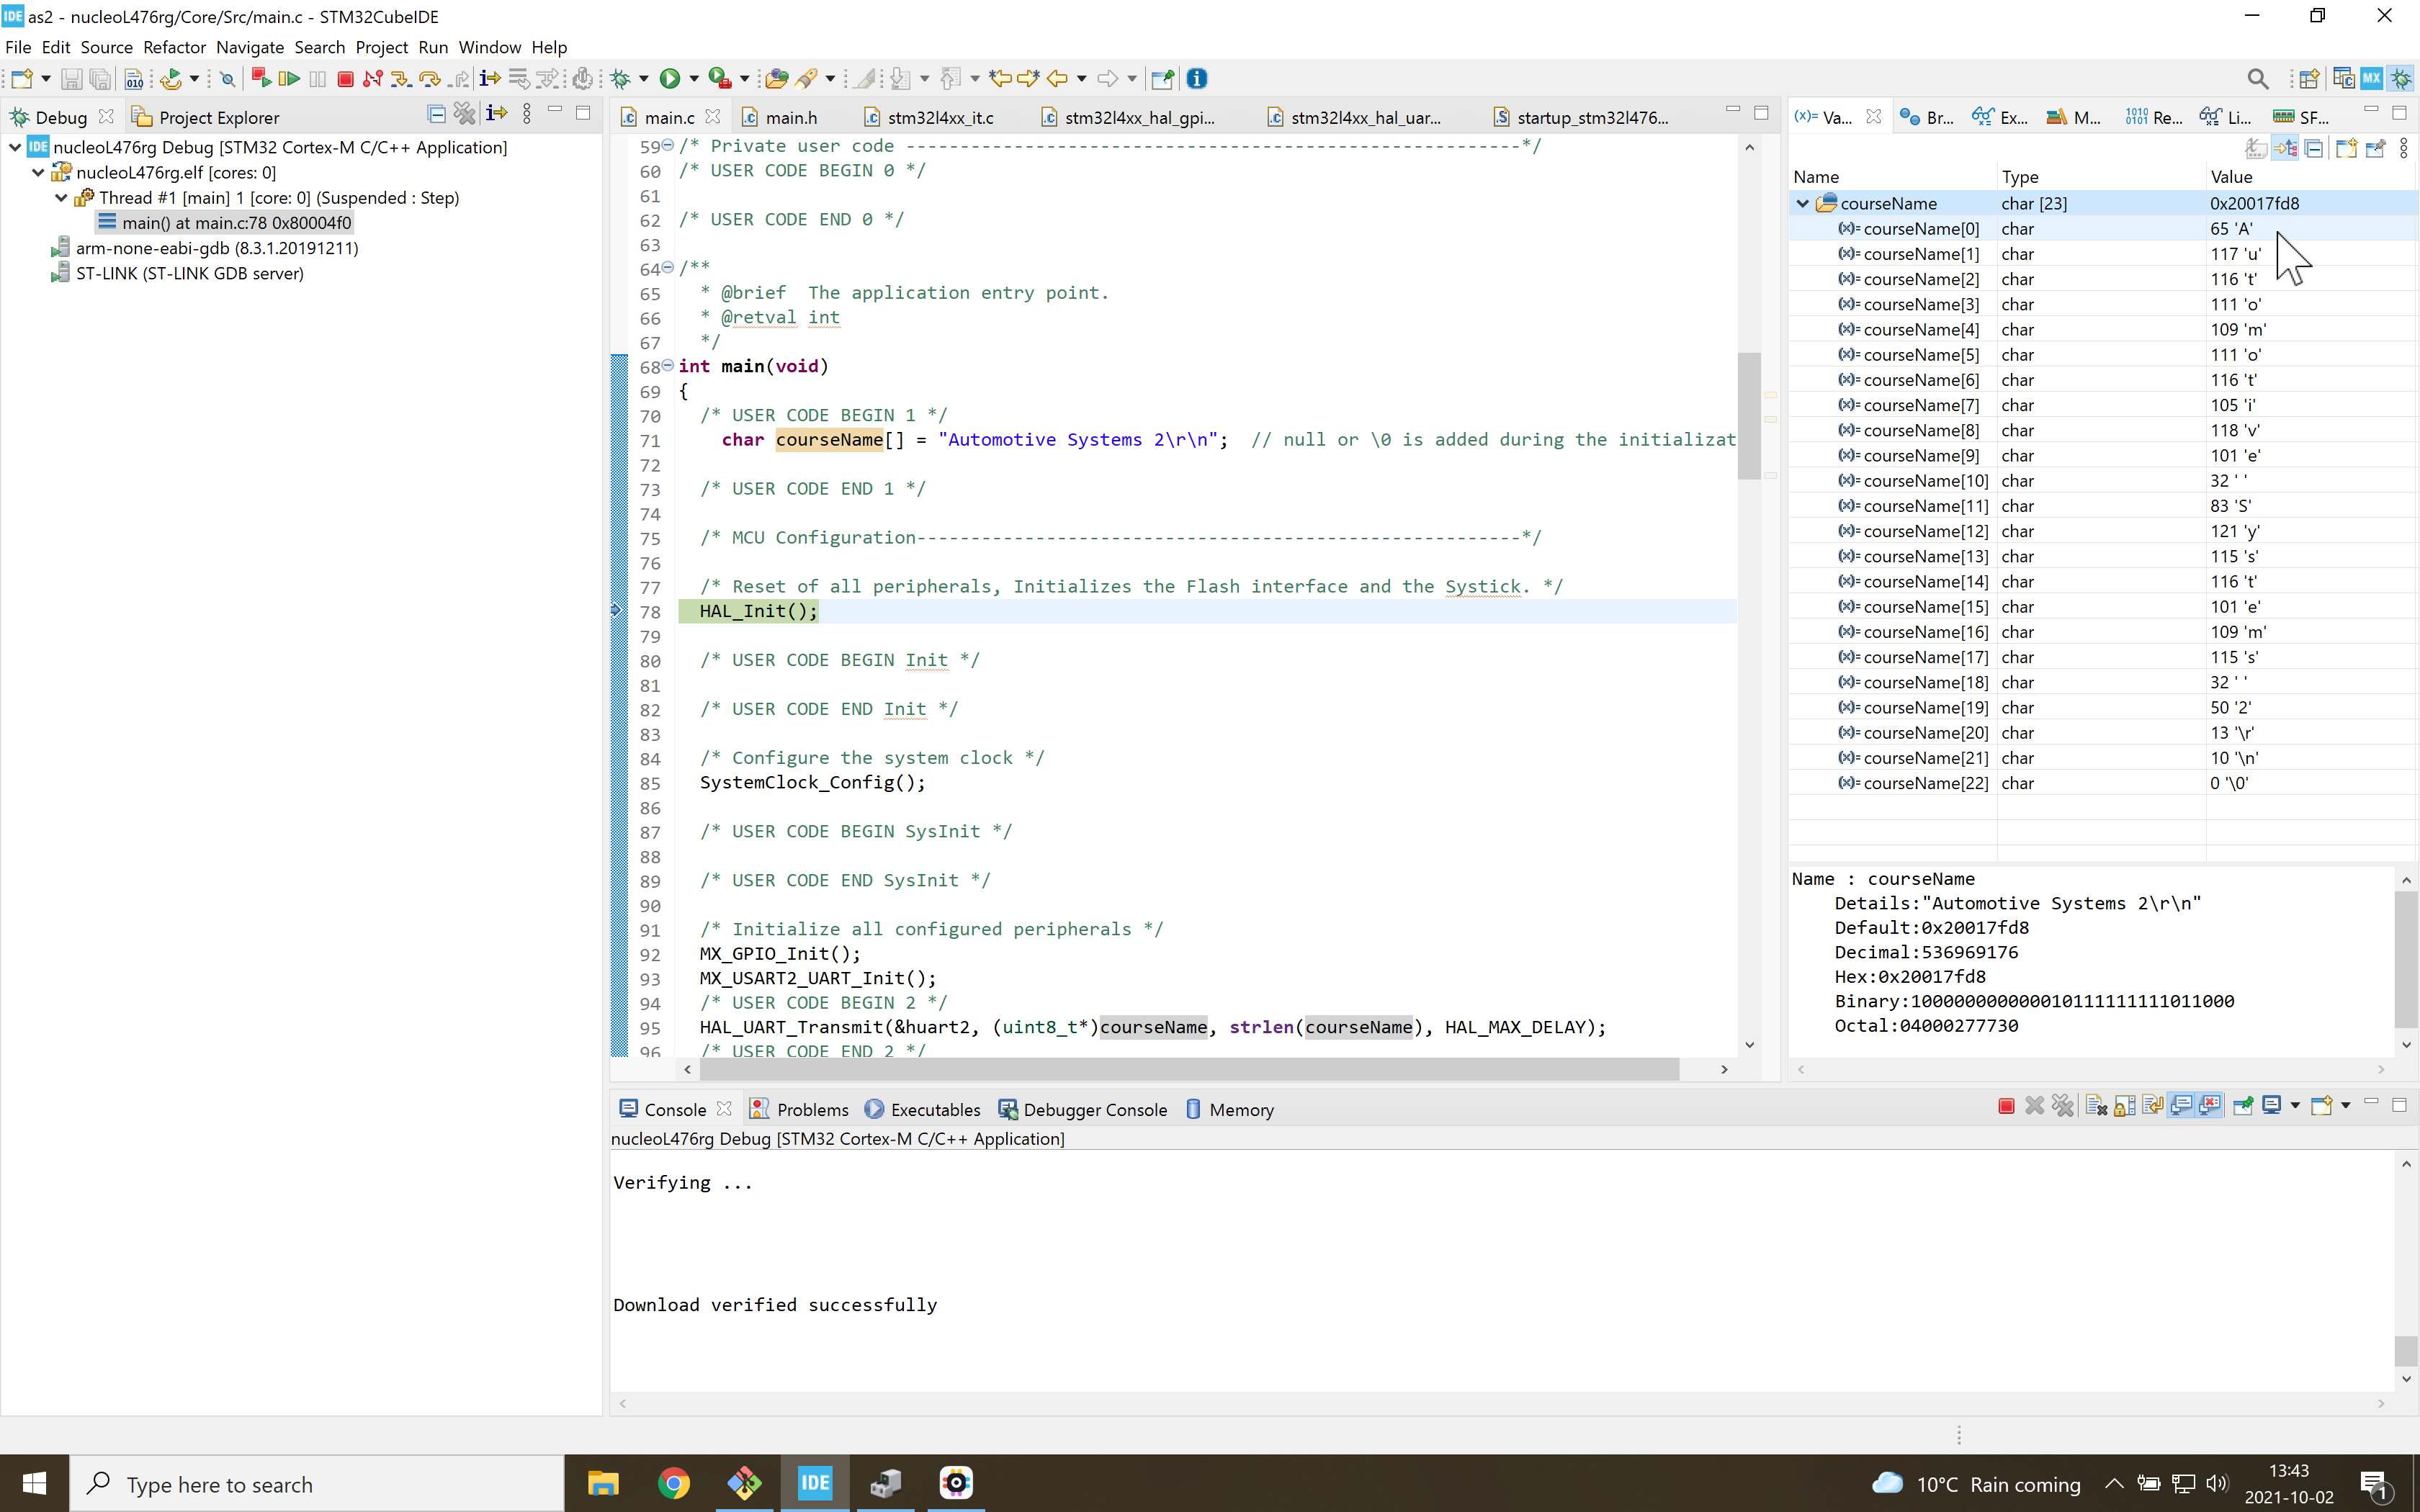 IDE as2 - nucleoL476rg/Core/Src/main.c - STM32CubeIDE
File Edit Source Refactor Navigate Search Project Run Window Help
MX
Debug Project Explorer
IDE nucleoL476rg Debug [STM32 Cortex-M C/C++ Application]
nucleoL476rg.elf [cores: 0]
Thread #1 [main] 1 [core: 0] (Suspended : Step)
main() at main.c:78 0x80004f0
arm-none-eabi-gdb (8.3.1.20191211)
ST-LINK (ST-LINK GDB server)
main.c main.h stm32l4xx_it.c stm32l4xx_hal_gpi... stm32l4xx_hal_uar... startup_stm32l476...
59 /* Private user code ---------------------------------------------------------*/
60 /* USER CODE BEGIN 0 */
61
62 /* USER CODE END 0 */
63
64 /**
65 * @brief  The application entry point.
66 * @retval int
67 */
68 int main(void)
69 {
70 /* USER CODE BEGIN 1 */
71 char courseName[] = "Automotive Systems 2\r\n";  // null or \0 is added during the initializat
72
73 /* USER CODE END 1 */
74
75 /* MCU Configuration--------------------------------------------------------*/
76
77 /* Reset of all peripherals, Initializes the Flash interface and the Systick. */
78 HAL_Init();
79
80 /* USER CODE BEGIN Init */
81
82 /* USER CODE END Init */
83
84 /* Configure the system clock */
85 SystemClock_Config();
86
87 /* USER CODE BEGIN SysInit */
88
89 /* USER CODE END SysInit */
90
91 /* Initialize all configured peripherals */
92 MX_GPIO_Init();
93 MX_USART2_UART_Init();
94 /* USER CODE BEGIN 2 */
95 HAL_UART_Transmit(&huart2, (uint8_t*)courseName, strlen(courseName), HAL_MAX_DELAY);
96 /* USER CODE END 2 */
(x)= Va... Br... Ex... M... Re... Li... SF...
Name Type Value
courseName char [23] 0x20017fd8
(x)= courseName[0] char 65 'A'
(x)= courseName[1] char 117 'u'
(x)= courseName[2] char 116 't'
(x)= courseName[3] char 111 'o'
(x)= courseName[4] char 109 'm'
(x)= courseName[5] char 111 'o'
(x)= courseName[6] char 116 't'
(x)= courseName[7] char 105 'i'
(x)= courseName[8] char 118 'v'
(x)= courseName[9] char 101 'e'
(x)= courseName[10] char 32 ' '
(x)= courseName[11] char 83 'S'
(x)= courseName[12] char 121 'y'
(x)= courseName[13] char 115 's'
(x)= courseName[14] char 116 't'
(x)= courseName[15] char 101 'e'
(x)= courseName[16] char 109 'm'
(x)= courseName[17] char 115 's'
(x)= courseName[18] char 32 ' '
(x)= courseName[19] char 50 '2'
(x)= courseName[20] char 13 '\r'
(x)= courseName[21] char 10 '\n'
(x)= courseName[22] char 0 '\0'
Name : courseName
Details:"Automotive Systems 2\r\n"
Default:0x20017fd8
Decimal:536969176
Hex:0x20017fd8
Binary:100000000000010111111111011000
Octal:04000277730
Console Problems Executables Debugger Console Memory
nucleoL476rg Debug [STM32 Cortex-M C/C++ Application]
Verifying ...
Download verified successfully
Type here to search
IDE
10°C Rain coming
13:43
2021-10-02
1